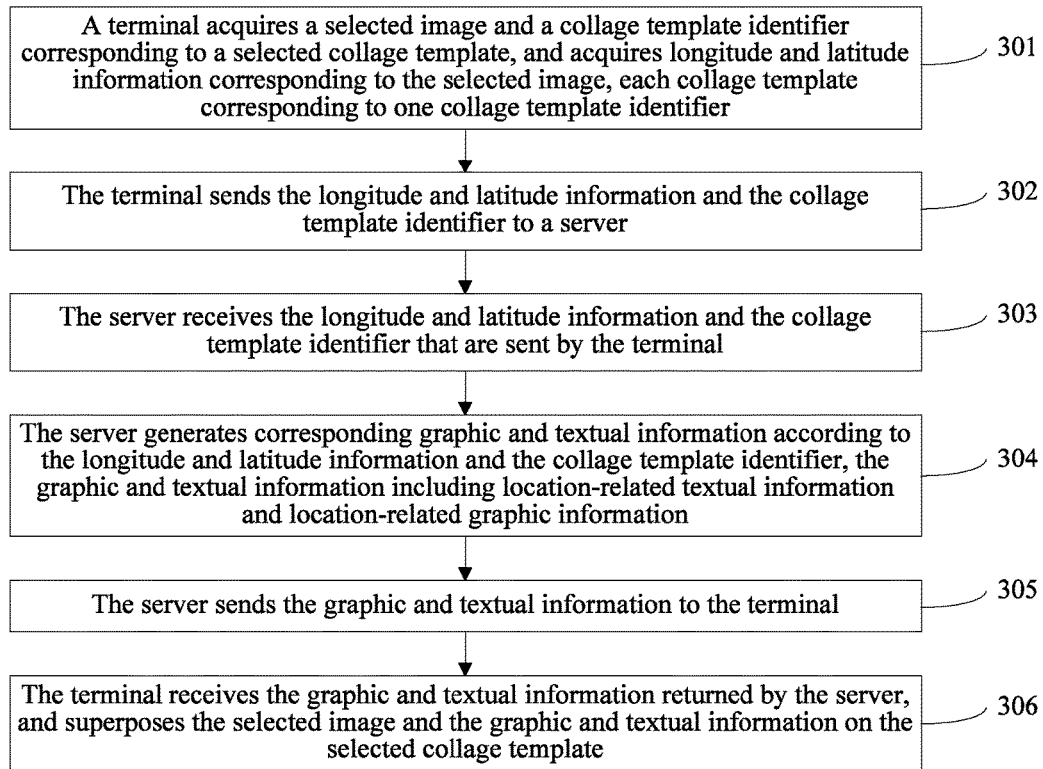 A terminal acquires a selected image and a collage template identifier
corresponding to a selected collage template, and acquires longitude and latitude
information corresponding to the selected image, each collage template
corresponding to one collage template identifier
301
The terminal sends the longitude and latitude information and the collage
template identifier to a server
302
The server receives the longitude and latitude information and the collage
template identifier that are sent by the terminal
303
The server generates corresponding graphic and textual information according to
the longitude and latitude information and the collage template identifier, the
graphic and textual information including location-related textual information
and location-related graphic information
304
The server sends the graphic and textual information to the terminal
305
The terminal receives the graphic and textual information returned by the server,
and superposes the selected image and the graphic and textual information on the
selected collage template
306